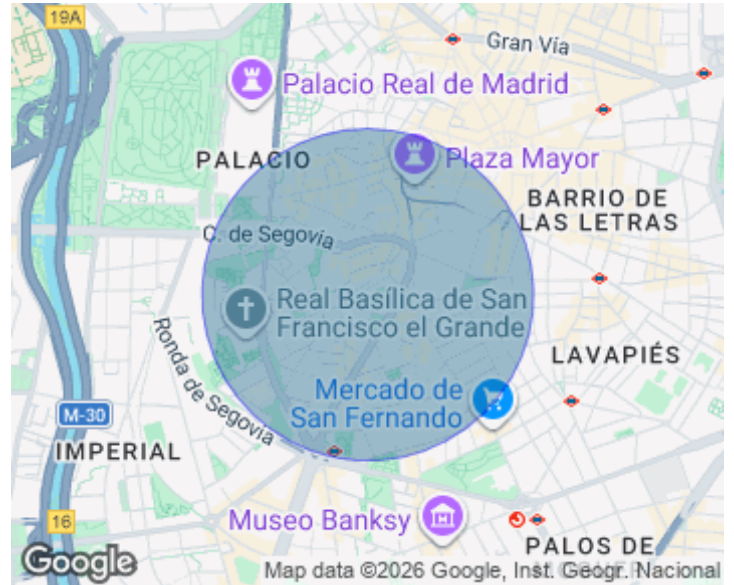 19A
Gran Vía
Palacio Real de Madrid
PALACIO
Plaza Mayor
BARRIO DE
LAS LETRAS
C. de Segovia
Real Basílica de San
Francisco el Grande
Ronda de Segovia
LAVAPIÉS
Mercado de
San Fernando
M-30
IMPERIAL
16
Museo Banksy
PALOS DE
Google
Map data ©2026 Google, Inst. Geogr. Nacional